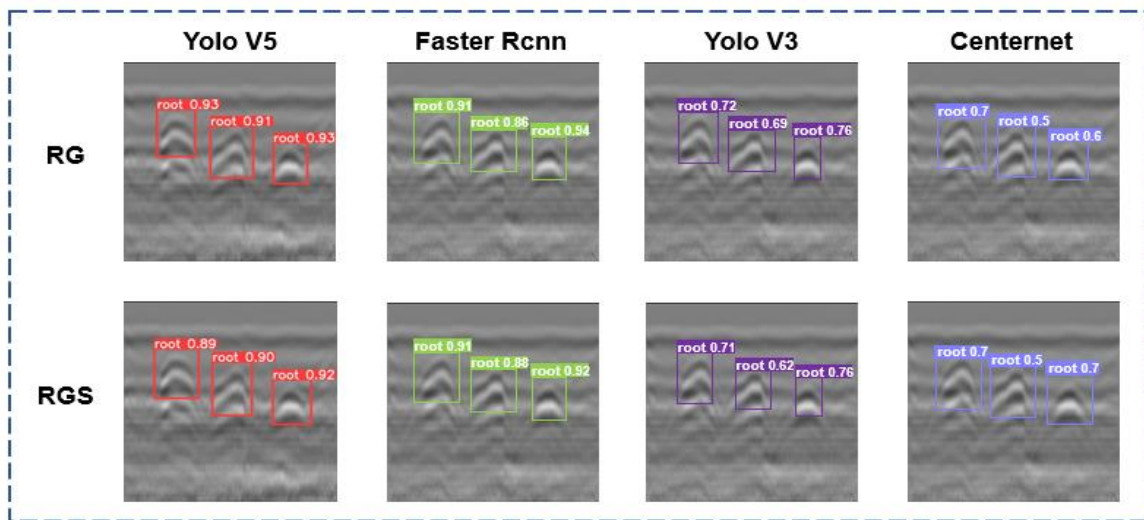 Yolo V5 Faster Rcnn Yolo V3 Centernet
RG
root 0.93 root 0.91 root 0.93
root 0.91 root 0.86 root 0.94
root 0.72 root 0.69 root 0.76
root 0.7 root 0.5 root 0.6
RGS
root 0.89 root 0.90 root 0.92
root 0.91 root 0.88 root 0.92
root 0.71 root 0.62 root 0.76
root 0.7 root 0.5 root 0.7